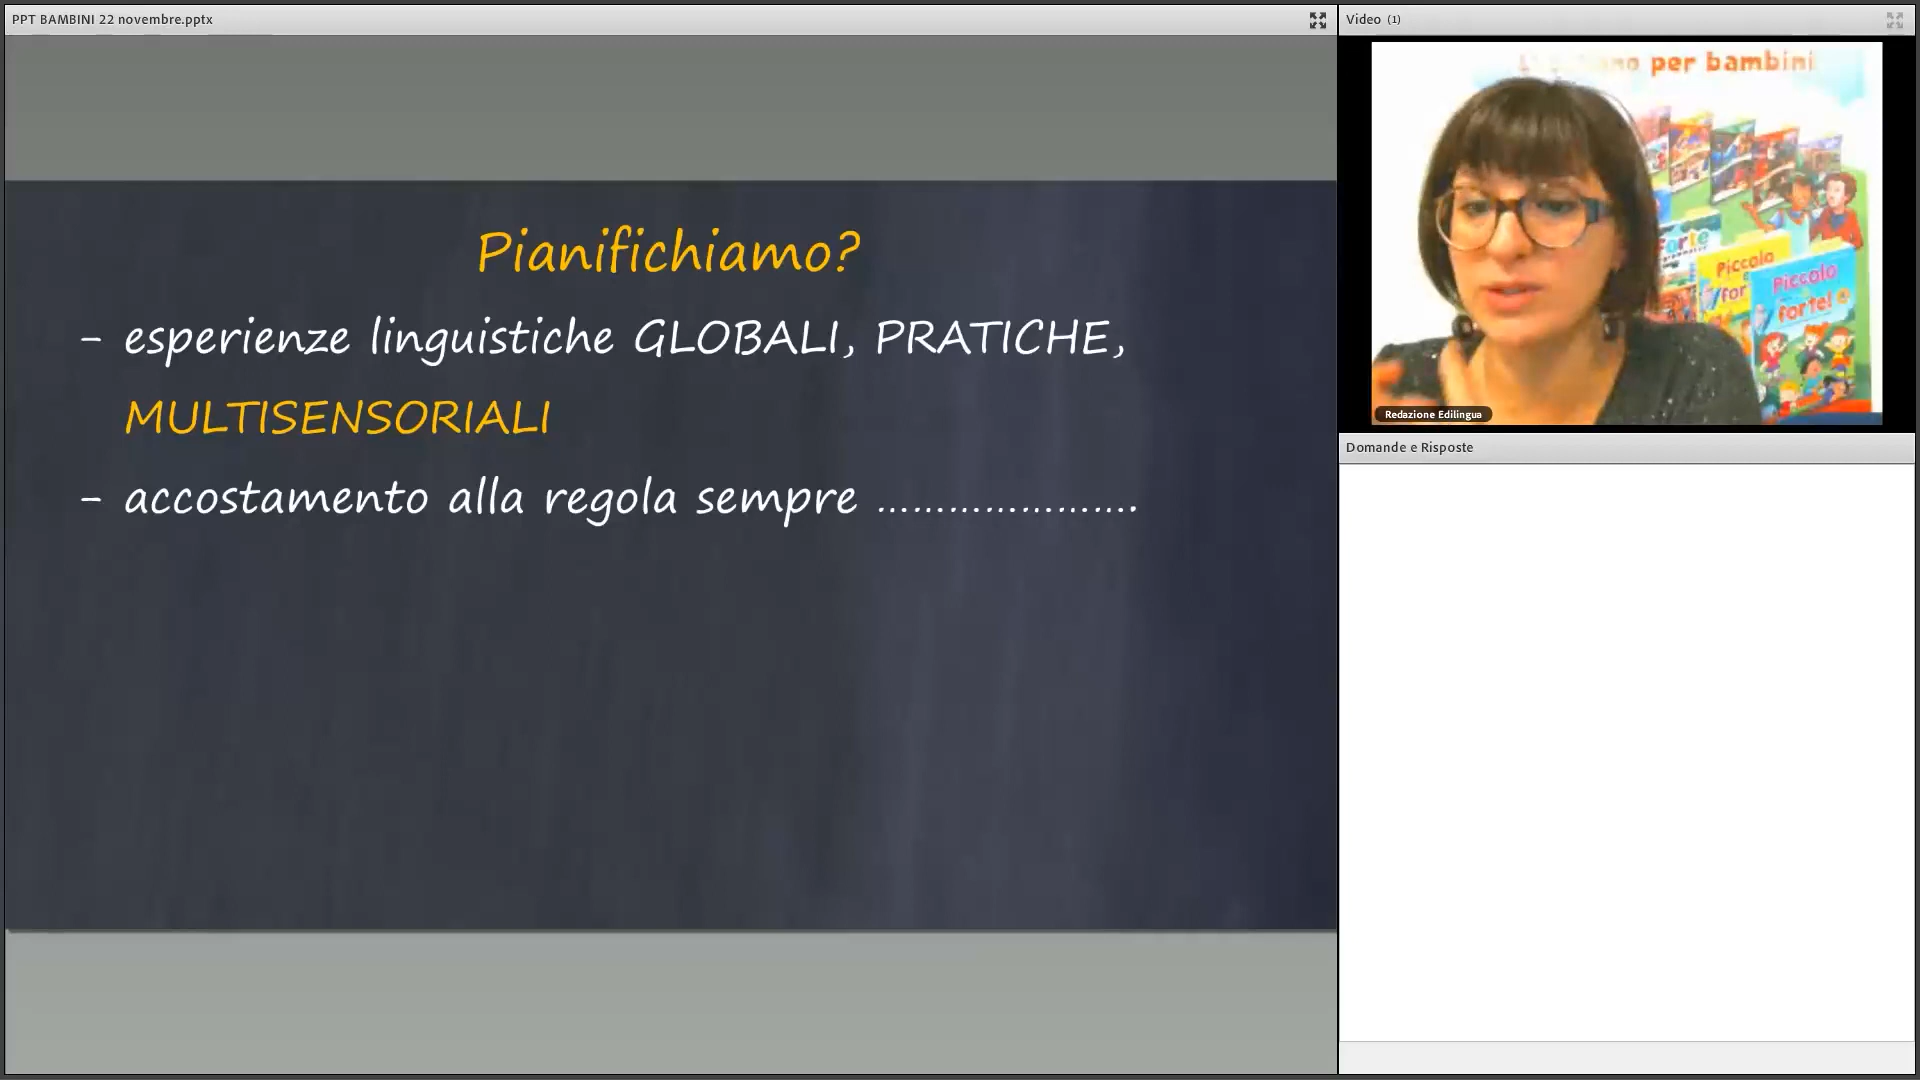 PPT BAMBINI 22 novembre.pptx
Pianifichiamo?
- esperienze linguistiche GLOBALI, PRATICHE,
MULTISENSORIALI
- accostamento alla regola sempre ......................
Video (1)
per bambini
Piccolo
Piccolo
forte!
Redazione Edilingua
Domande e Risposte